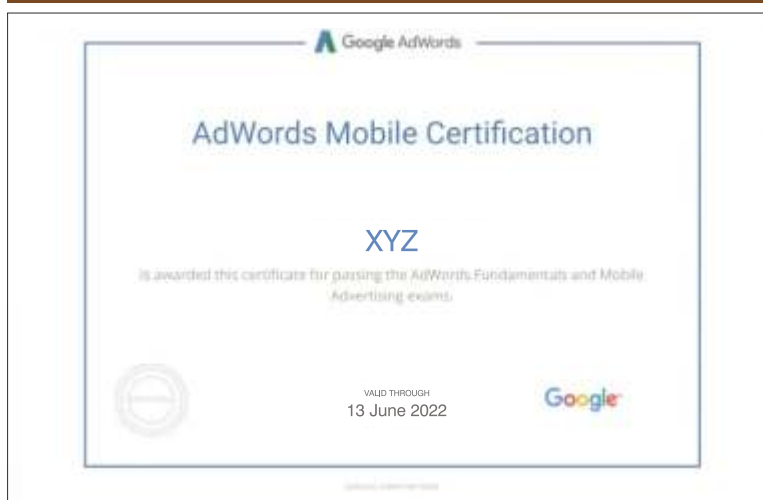 Google AdWords
AdWords Mobile Certification
XYZ
is awarded this certificate for passing the AdWords Fundamentals and Mobile
Advertising exams.
VALID THROUGH
13 June 2022
Google